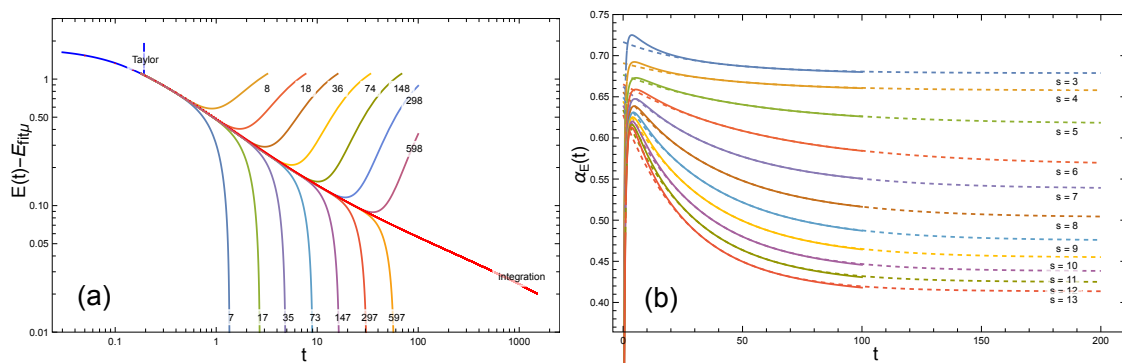 E(t)-E_fitμ
1
0.50
0.10
0.05
0.01
Taylor
8
18
36
74
148
298
598
Integration
(a)
7
17
35
73
147
297
597
0.1
1
10
100
1000
t
α_E(t)
0.75
0.70
0.65
0.60
0.55
0.50
0.45
0.40
s = 3
s = 4
s = 5
s = 6
s = 7
s = 8
s = 9
s = 10
s = 11
s = 12
s = 13
(b)
0
50
100
150
200
t